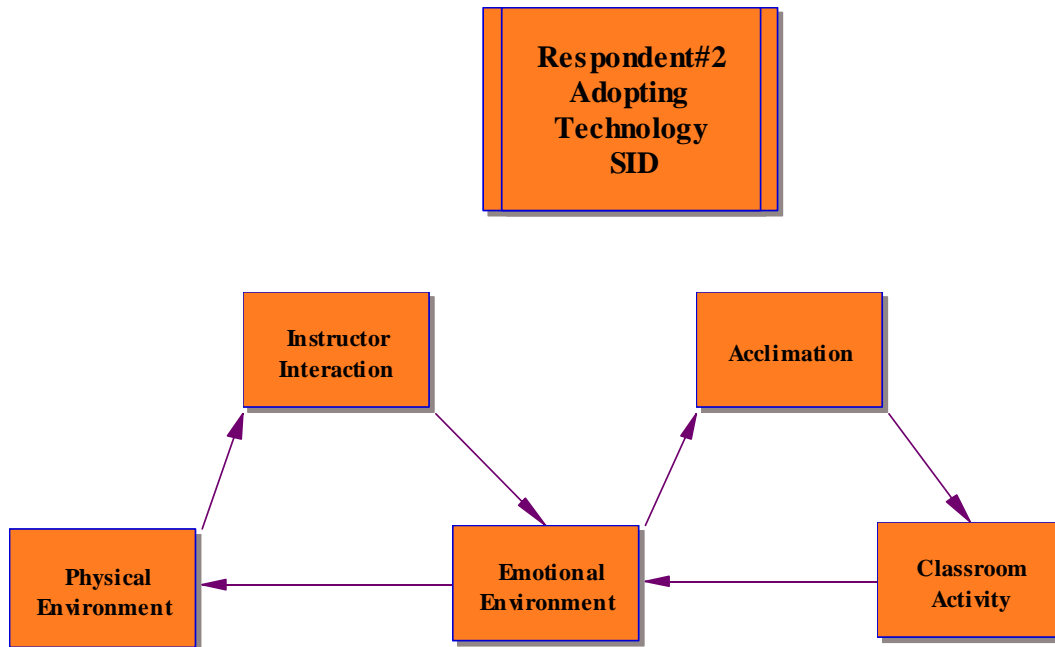 Respondent#2
Adopting
Technology
SID
Instructor
Interaction
Acclimation
Physical
Environment
Emotional
Environment
Classroom
Activity